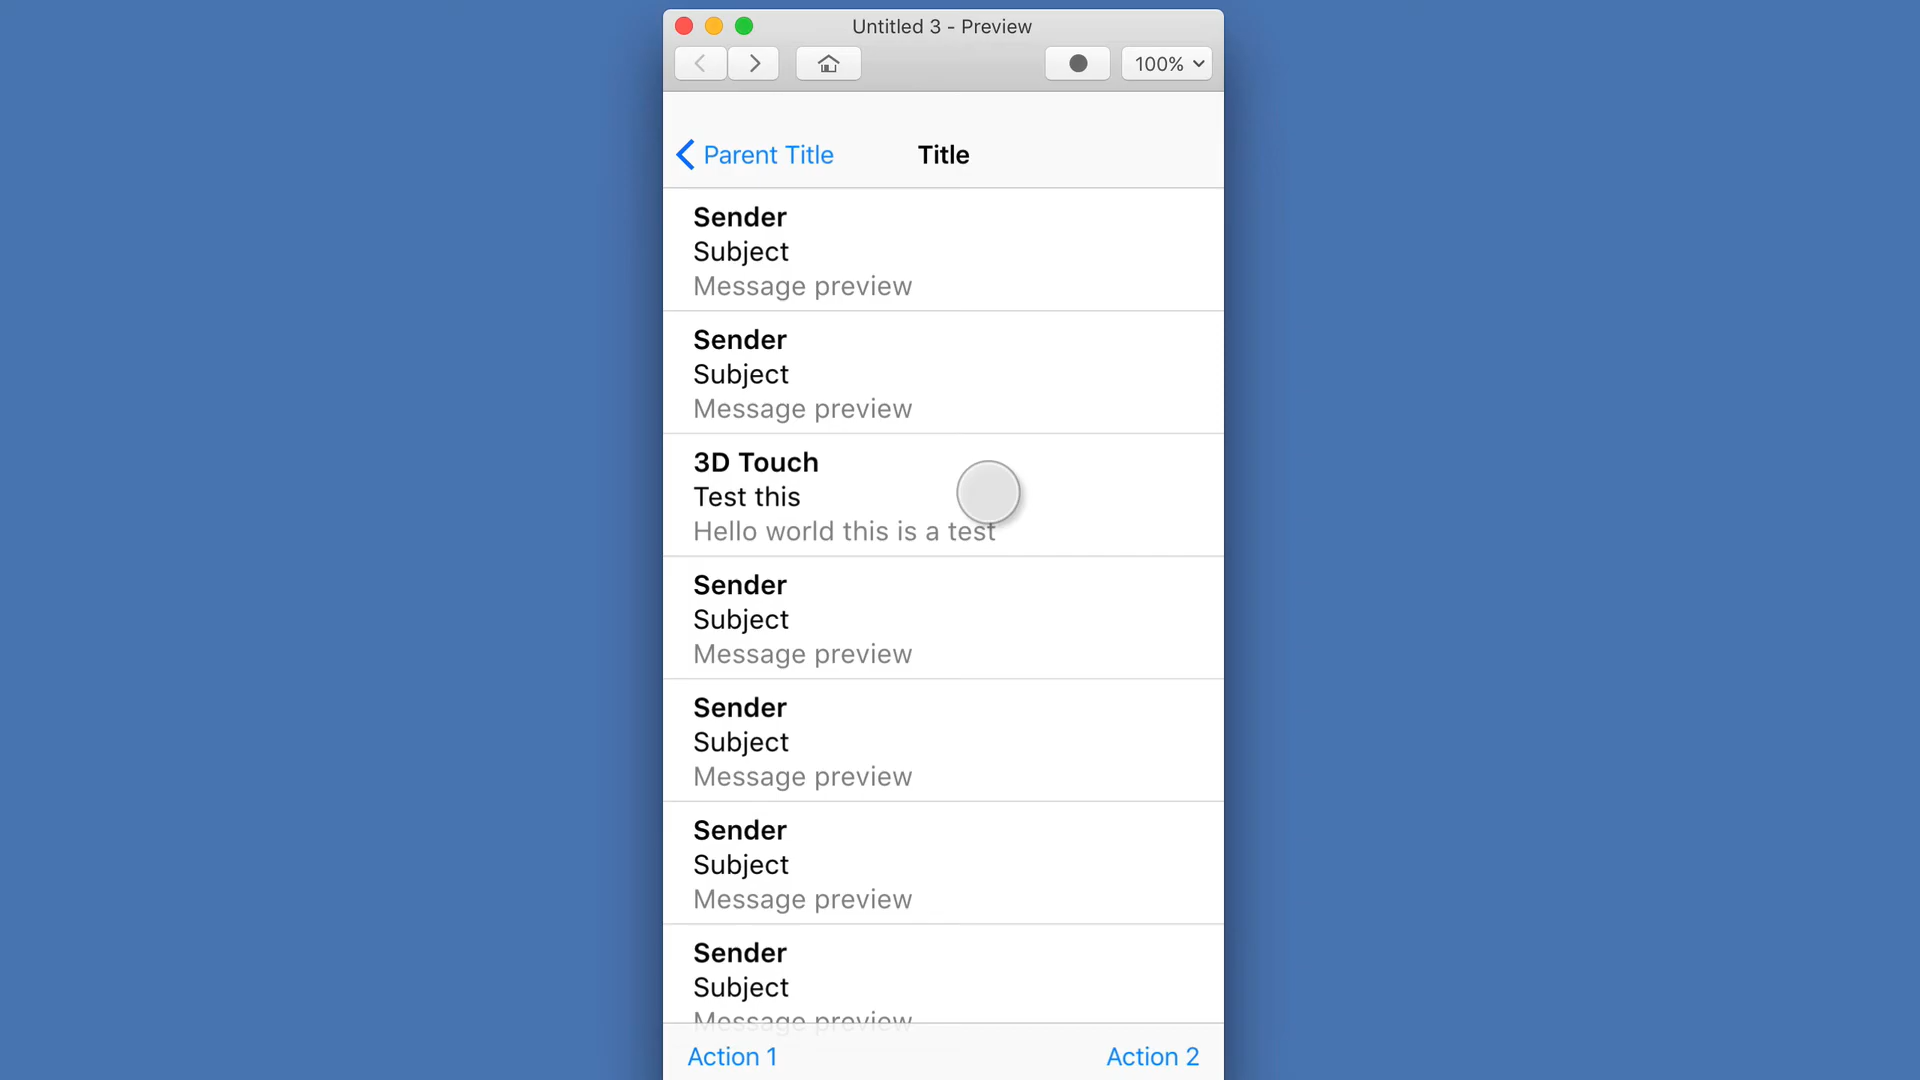 Untitled 3 - Preview
100%
Parent Title
Title
Sender
Subject
Message preview
Sender
Subject
Message preview
3D Touch
Test this
Hello world this is a test
Sender
Subject
Message preview
Sender
Subject
Message preview
Sender
Subject
Message preview
Sender
Subject
Message preview
Action 1
Action 2